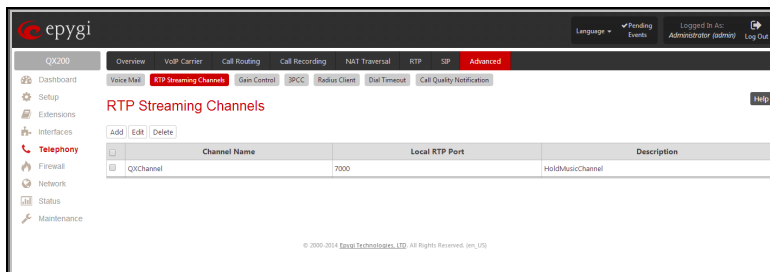 epygi
Language
Pending Events
Logged In As:
Administrator (admin)
Log Out
QX200
Overview VoIP Carrier Call Routing Call Recording NAT Traversal RTP SIP Advanced
Dashboard
Setup
Extensions
Interfaces
Telephony
Firewall
Network
Status
Maintenance
Voice Mail RTP Streaming Channels Gain Control 3PCC Radius Client Dial Timeout Call Quality Notification
RTP Streaming Channels
Help
Add Edit Delete
Channel Name Local RTP Port Description
QXChannel 7000 HoldMusicChannel
© 2000-2014 Epygi Technologies, LTD. All Rights Reserved. (en_US)